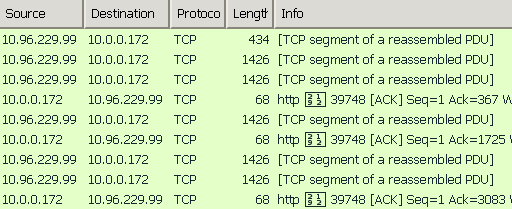 Source Destination Protoco Length Info
10.96.229.99 10.0.0.172 TCP 434 [TCP segment of a reassembled PDU]
10.96.229.99 10.0.0.172 TCP 1426 [TCP segment of a reassembled PDU]
10.96.229.99 10.0.0.172 TCP 1426 [TCP segment of a reassembled PDU]
10.0.0.172 10.96.229.99 TCP 68 http 39748 [ACK] Seq=1 Ack=367 W
10.96.229.99 10.0.0.172 TCP 1426 [TCP segment of a reassembled PDU]
10.0.0.172 10.96.229.99 TCP 68 http 39748 [ACK] Seq=1 Ack=1725
10.96.229.99 10.0.0.172 TCP 1426 [TCP segment of a reassembled PDU]
10.96.229.99 10.0.0.172 TCP 1426 [TCP segment of a reassembled PDU]
10.0.0.172 10.96.229.99 TCP 68 http 39748 [ACK] Seq=1 Ack=3083